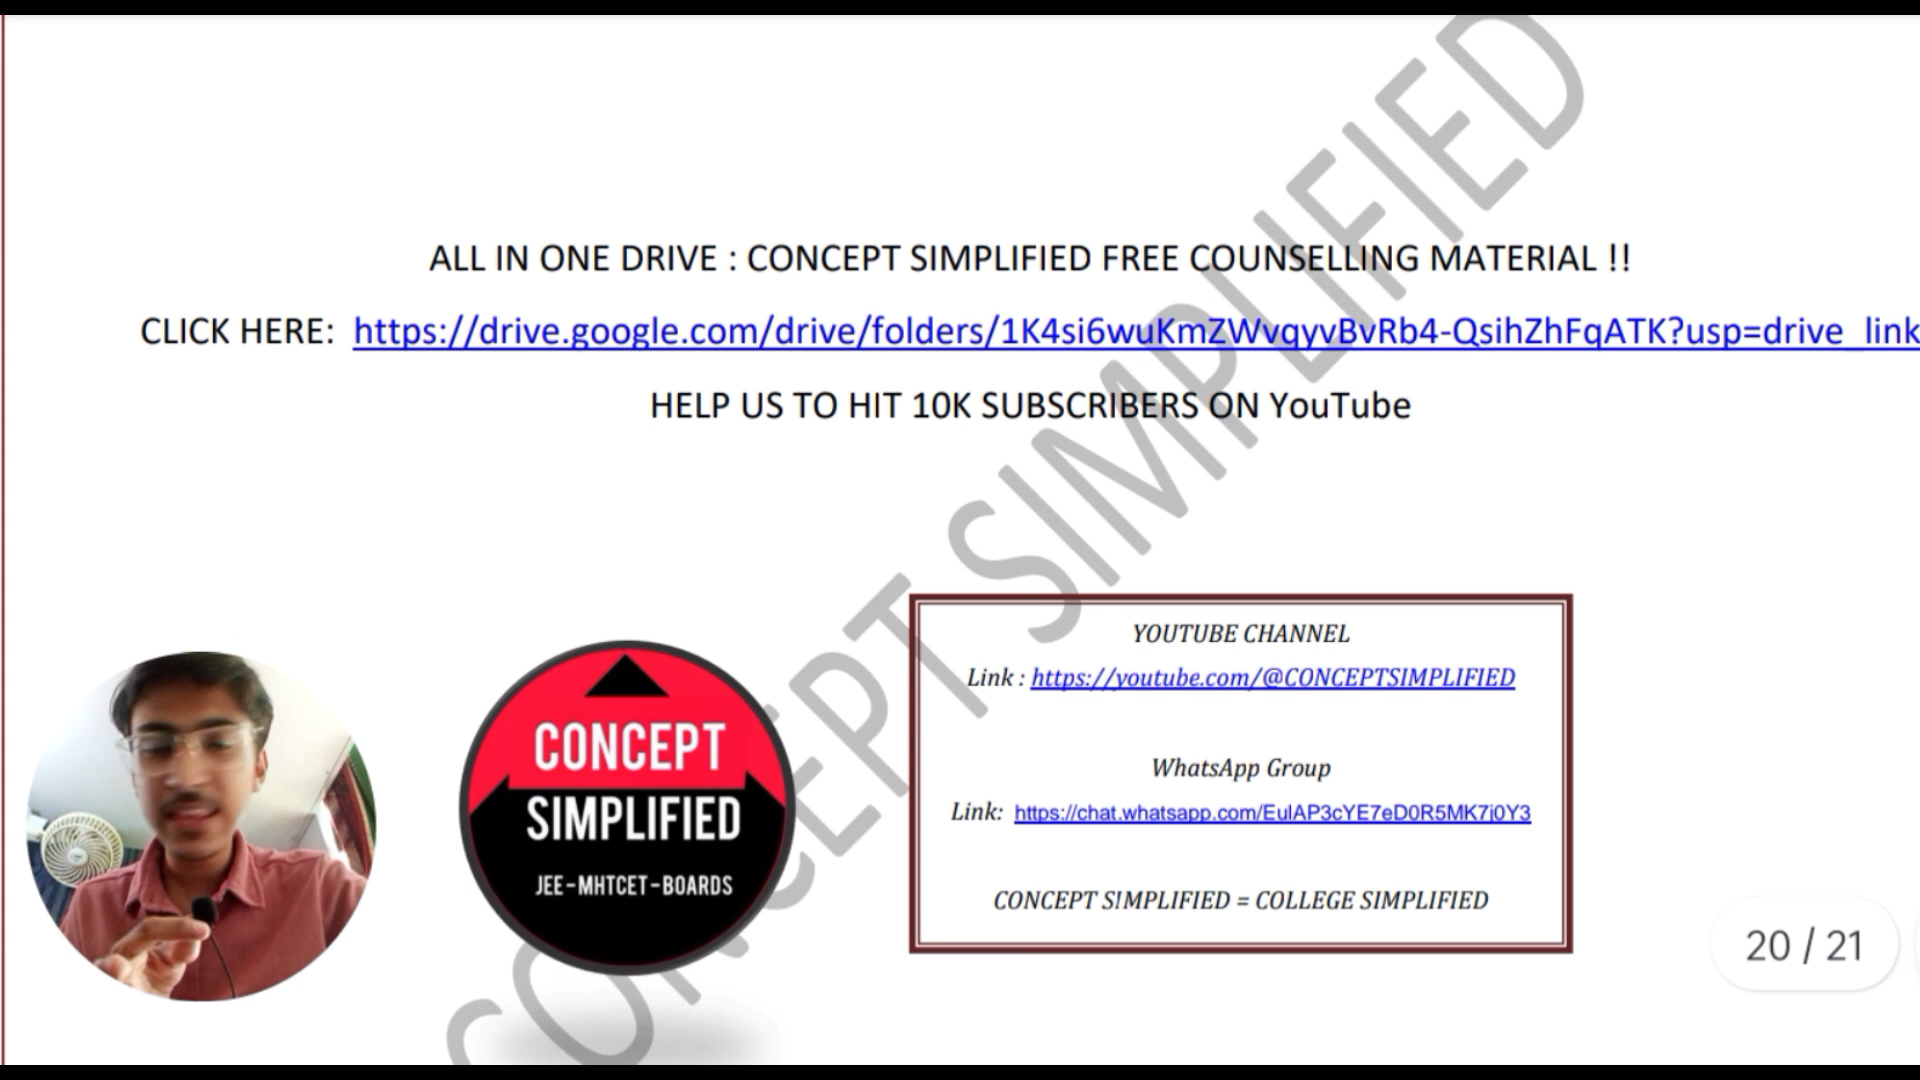 ALL IN ONE DRIVE : CONCEPT SIMPLIFIED FREE COUNSELLING MATERIAL !!
CLICK HERE: https://drive.google.com/drive/folders/1K4si6wuKmZWvqyvBvRb4-QsihZhFqATK?usp=drive_link
HELP US TO HIT 10K SUBSCRIBERS ON YouTube
CONCEPT SIMPLIFIED
CONCEPT
SIMPLIFIED
JEE-MHTCET-BOARDS
YOUTUBE CHANNEL
Link : https://youtube.com/@CONCEPTSIMPLIFIED
WhatsApp Group
Link: https://chat.whatsapp.com/EulAP3cYE7eD0R5MK7j0Y3
CONCEPT SIMPLIFIED = COLLEGE SIMPLIFIED
20 / 21